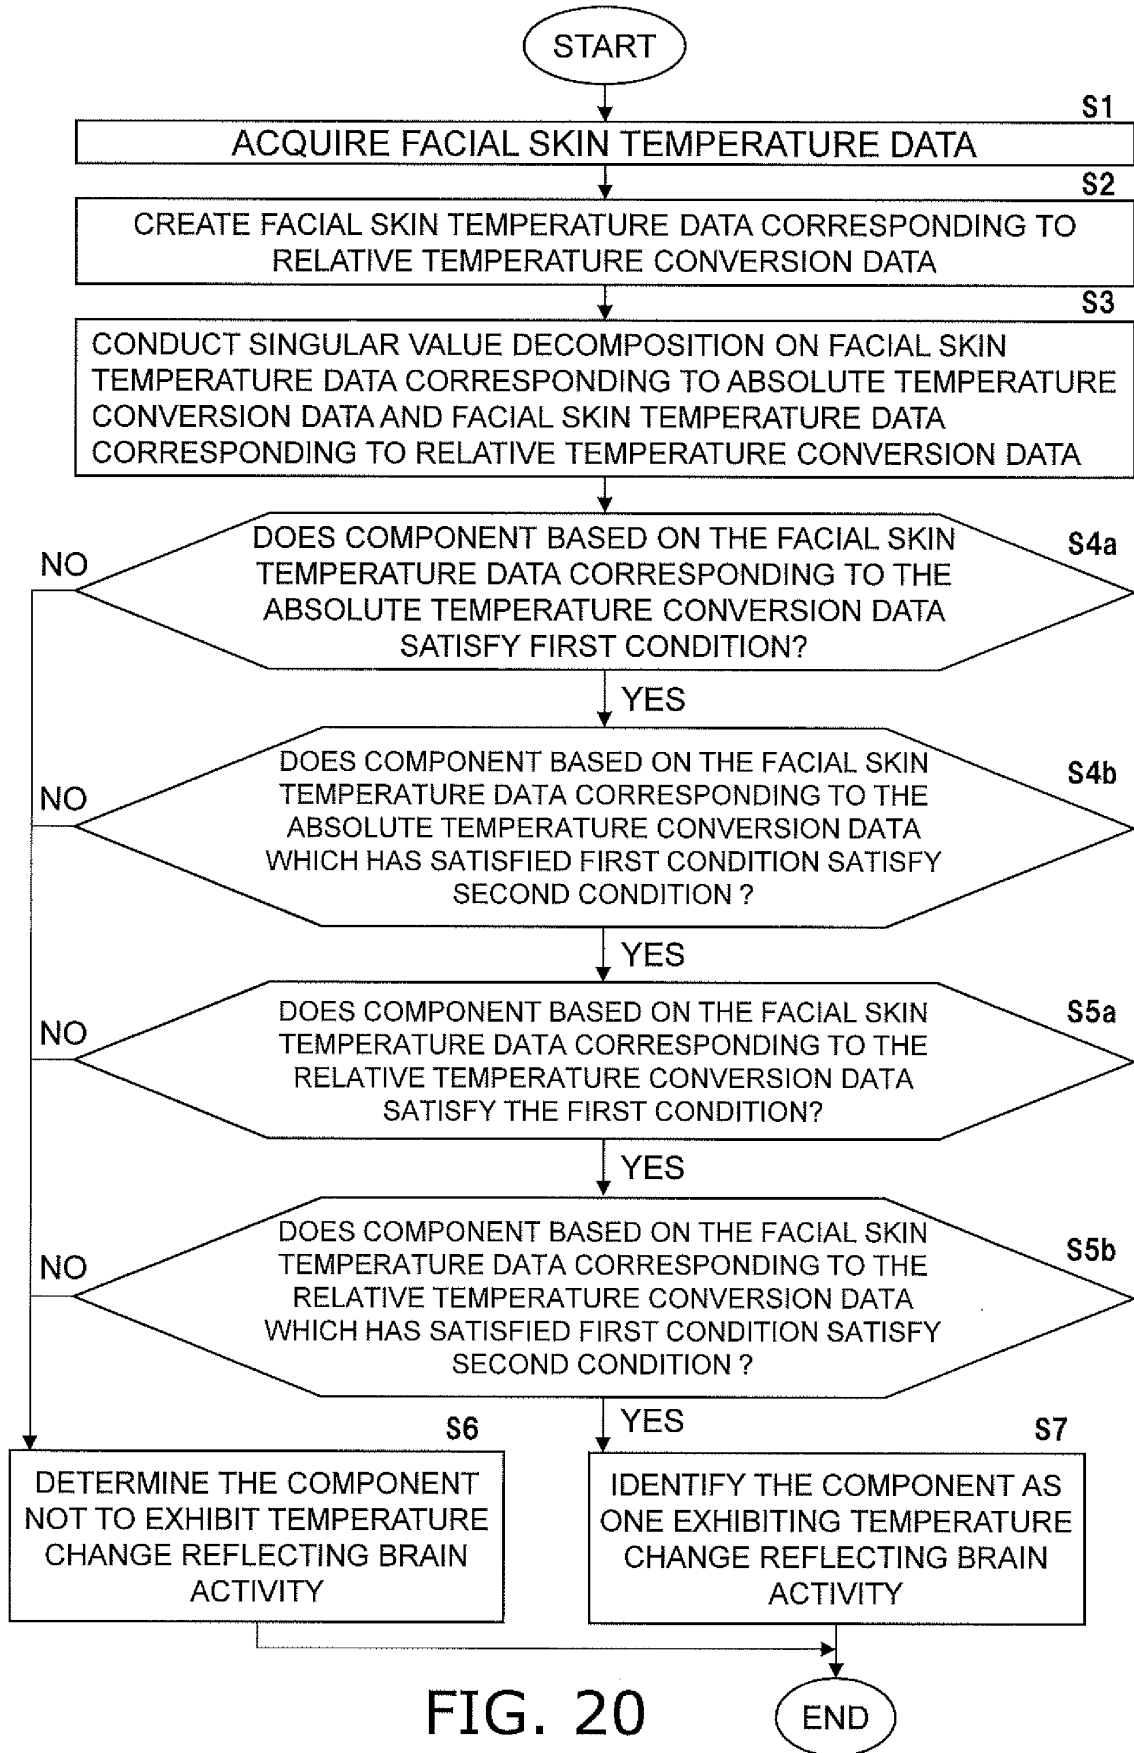 START
S1
ACQUIRE FACIAL SKIN TEMPERATURE DATA
S2
CREATE FACIAL SKIN TEMPERATURE DATA CORRESPONDING TO
RELATIVE TEMPERATURE CONVERSION DATA
S3
CONDUCT SINGULAR VALUE DECOMPOSITION ON FACIAL SKIN
TEMPERATURE DATA CORRESPONDING TO ABSOLUTE TEMPERATURE
CONVERSION DATA AND FACIAL SKIN TEMPERATURE DATA
CORRESPONDING TO RELATIVE TEMPERATURE CONVERSION DATA
S4a
NO
DOES COMPONENT BASED ON THE FACIAL SKIN
TEMPERATURE DATA CORRESPONDING TO THE
ABSOLUTE TEMPERATURE CONVERSION DATA
SATISFY FIRST CONDITION?
YES
S4b
NO
DOES COMPONENT BASED ON THE FACIAL SKIN
TEMPERATURE DATA CORRESPONDING TO THE
ABSOLUTE TEMPERATURE CONVERSION DATA
WHICH HAS SATISFIED FIRST CONDITION SATISFY
SECOND CONDITION ?
YES
S5a
NO
DOES COMPONENT BASED ON THE FACIAL SKIN
TEMPERATURE DATA CORRESPONDING TO THE
RELATIVE TEMPERATURE CONVERSION DATA
SATISFY THE FIRST CONDITION?
YES
S5b
NO
DOES COMPONENT BASED ON THE FACIAL SKIN
TEMPERATURE DATA CORRESPONDING TO THE
RELATIVE TEMPERATURE CONVERSION DATA
WHICH HAS SATISFIED FIRST CONDITION SATISFY
SECOND CONDITION ?
YES
S6
DETERMINE THE COMPONENT
NOT TO EXHIBIT TEMPERATURE
CHANGE REFLECTING BRAIN
ACTIVITY
S7
IDENTIFY THE COMPONENT AS
ONE EXHIBITING TEMPERATURE
CHANGE REFLECTING BRAIN
ACTIVITY
END
FIG. 20